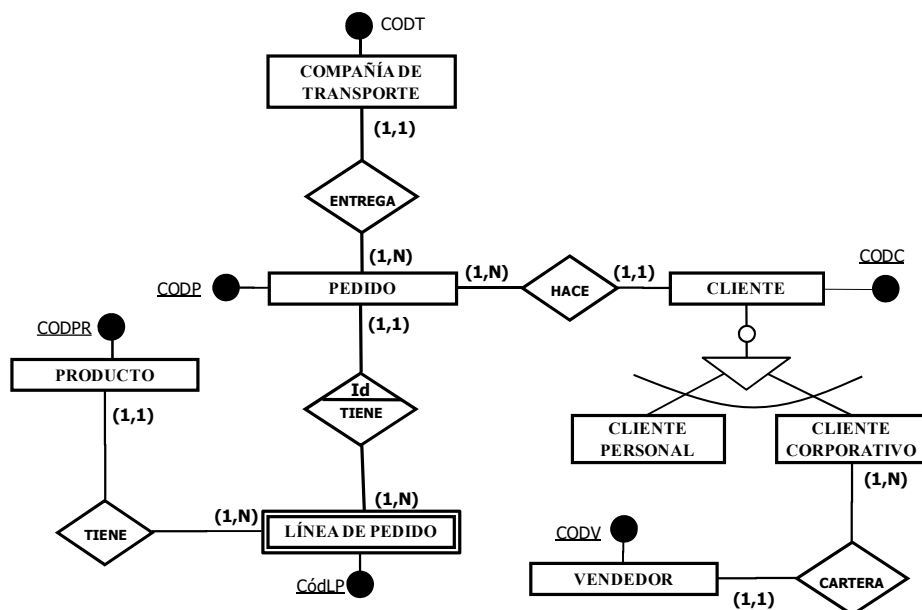 CODT
COMPAÑÍA DE
TRANSPORTE
(1,1)
ENTREGA
(1,N)
CODP
PEDIDO
(1,N)
HACE
(1,1)
CLIENTE
CODC
(1,1)
CODPR
PRODUCTO
(1,1)
Id
TIENE
CLIENTE
PERSONAL
CLIENTE
CORPORATIVO
(1,N)
(1,N)
TIENE
(1,N)
LÍNEA DE PEDIDO
CódLP
CODV
VENDEDOR
(1,1)
CARTERA